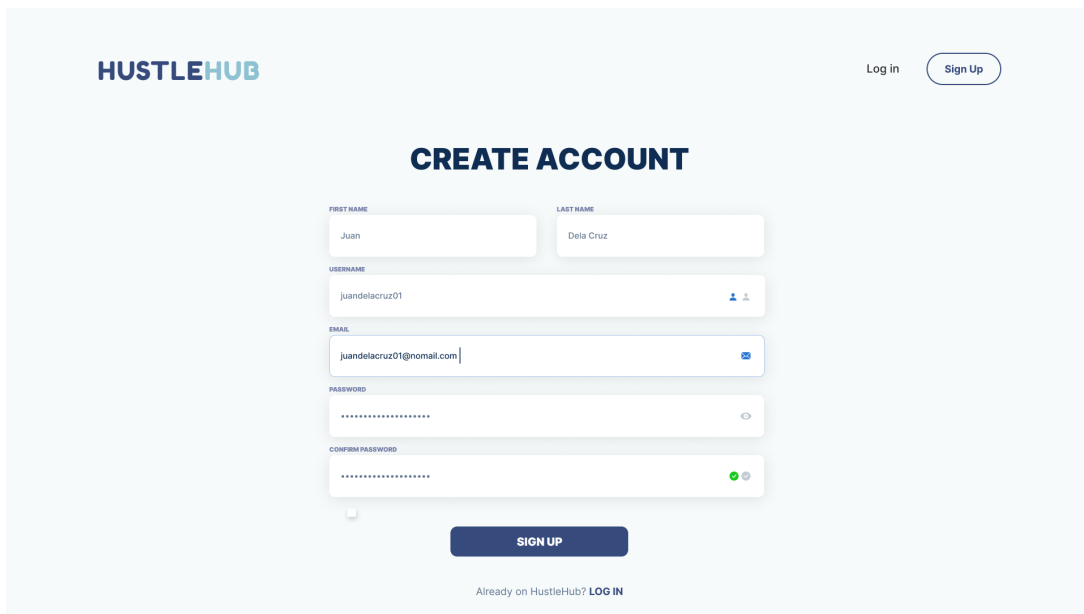 HUSTLEHUB
Log in
Sign Up
CREATE ACCOUNT
FIRST NAME
LAST NAME
Juan
Dela Cruz
USERNAME
juandelacruz01
EMAIL
juandelacruz01@nomail.com
PASSWORD
••••••••••••••••••••
CONFIRM PASSWORD
••••••••••••••••••••
SIGN UP
Already on HustleHub? LOG IN